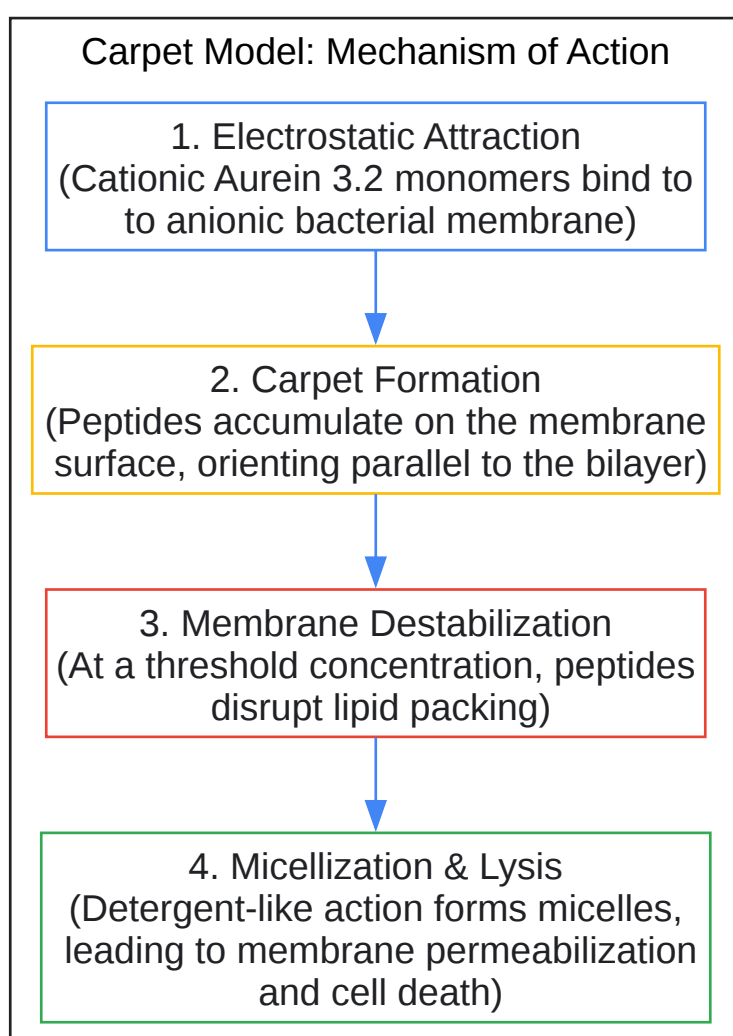 Carpet Model: Mechanism of Action
1. Electrostatic Attraction
(Cationic Aurein 3.2 monomers bind to
to anionic bacterial membrane)
2. Carpet Formation
(Peptides accumulate on the membrane
surface, orienting parallel to the bilayer)
3. Membrane Destabilization
(At a threshold concentration, peptides
disrupt lipid packing)
4. Micellization & Lysis
(Detergent-like action forms micelles,
leading to membrane permeabilization
and cell death)